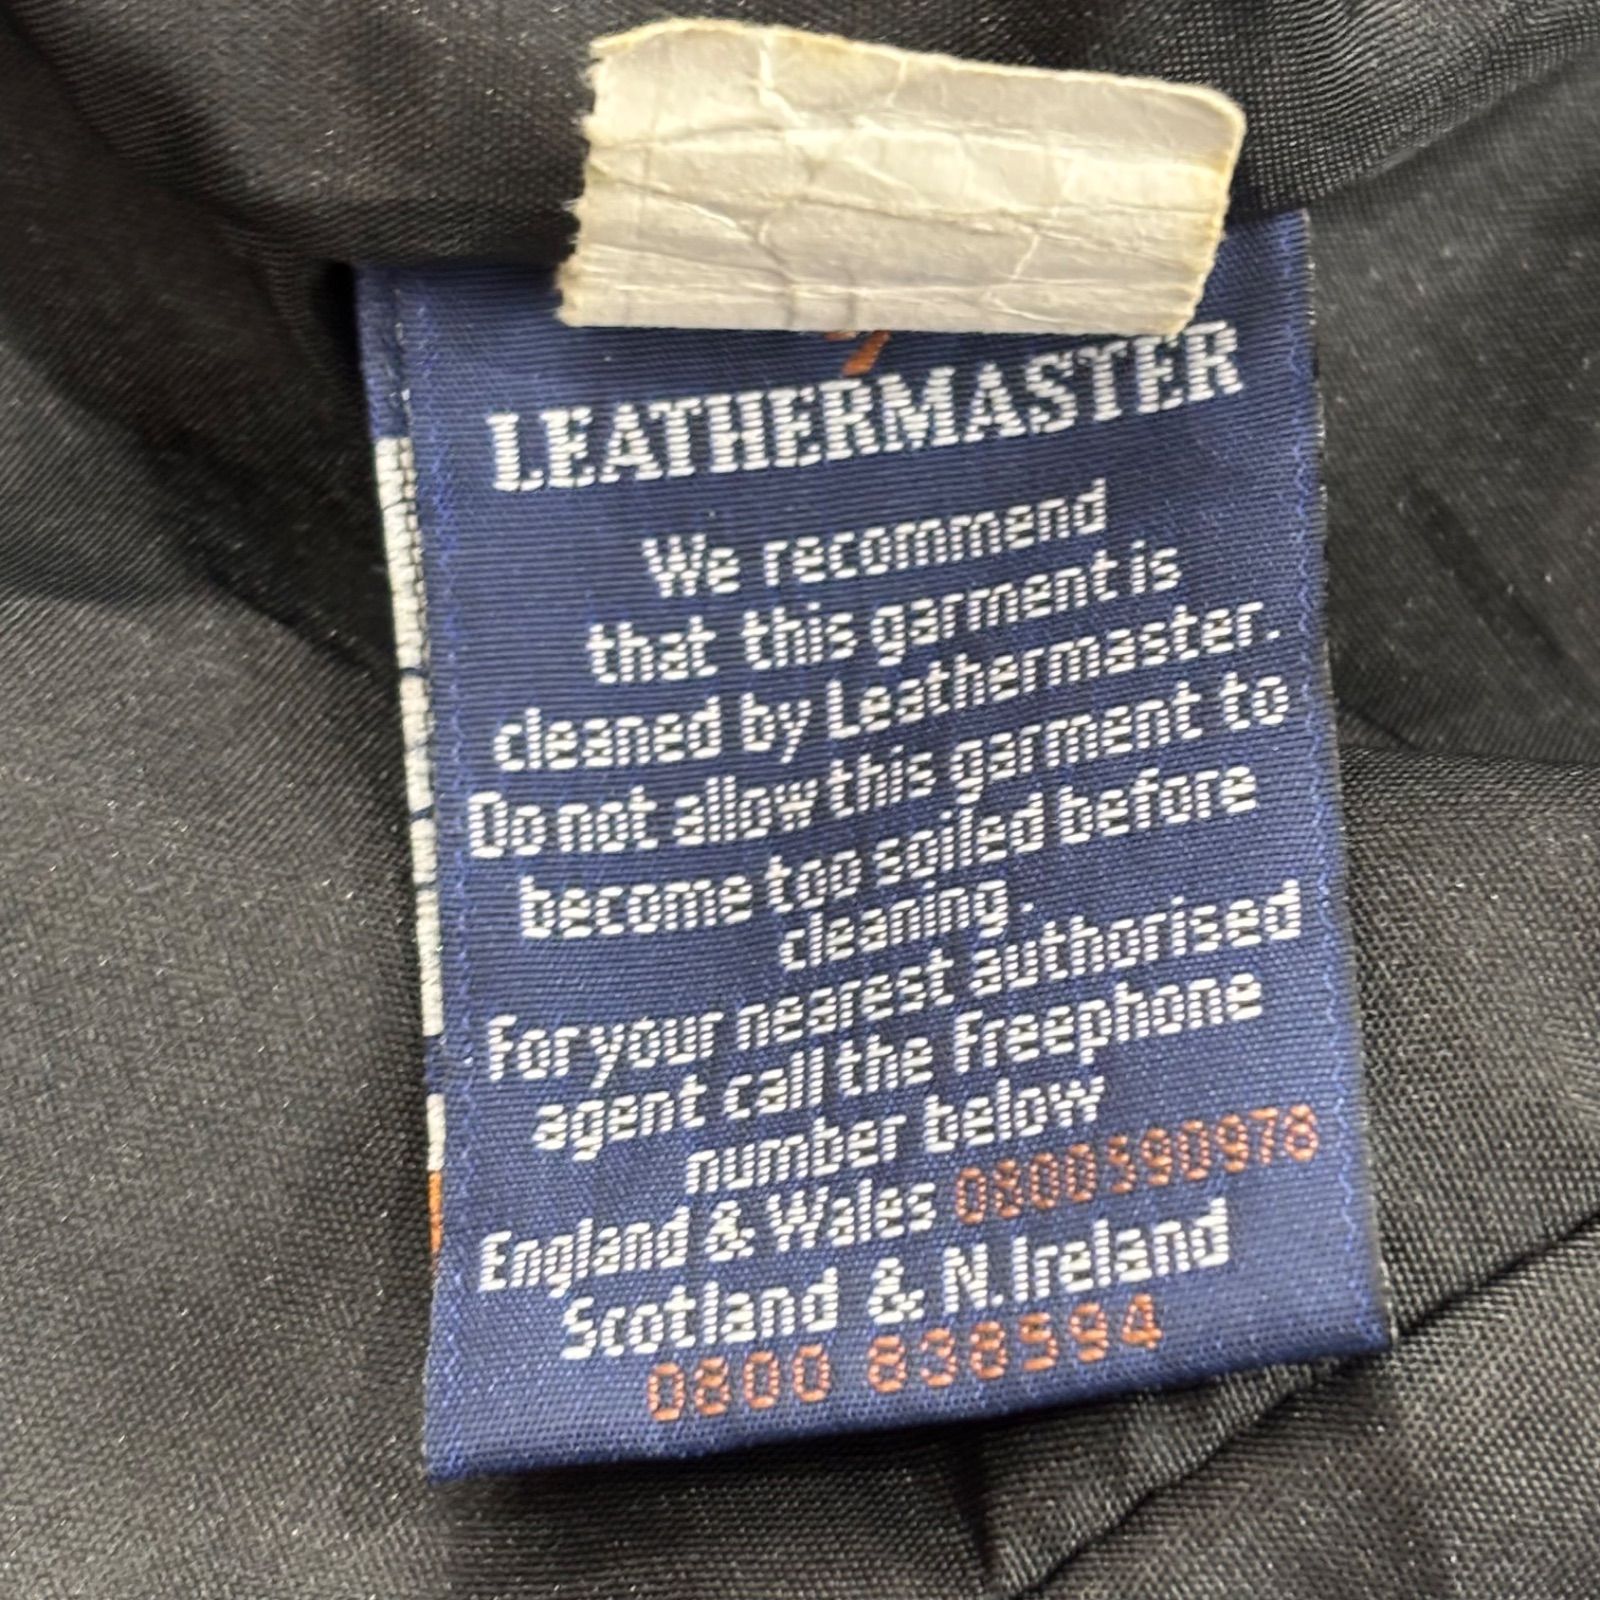 LEATHERMASTER
We recommend
that this garment is
cleaned by Leathermaster.
Do not allow this garment to
become too soiled before
cleaning.
For your nearest authorised
agent call the Freephone
number below
England & Wales 0800 590978
Scotland & N.Ireland
0800 838594